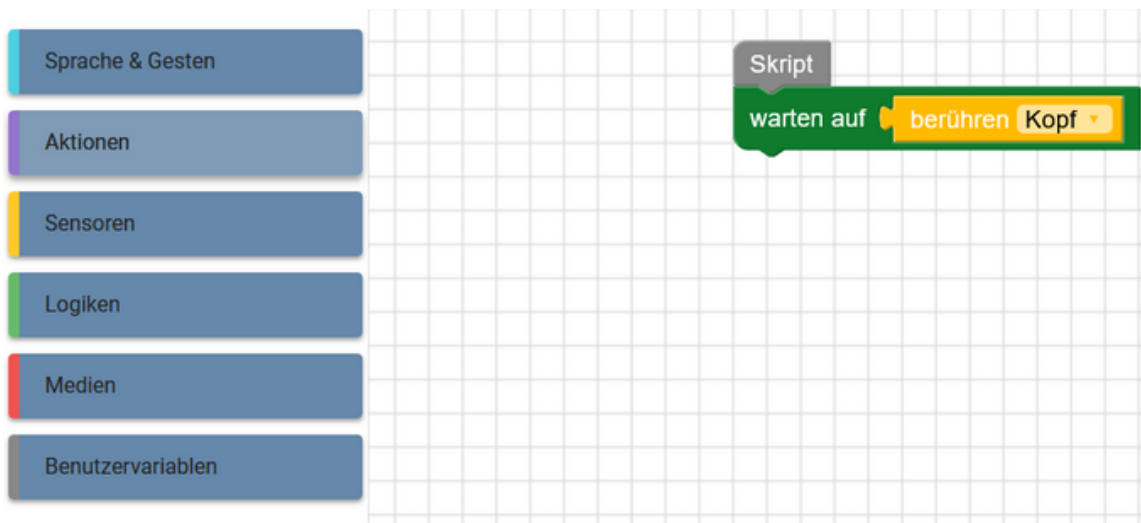 Sprache & Gesten
Aktionen
Sensoren
Logiken
Medien
Benutzervariablen
Skript
warten auf berühren Kopf